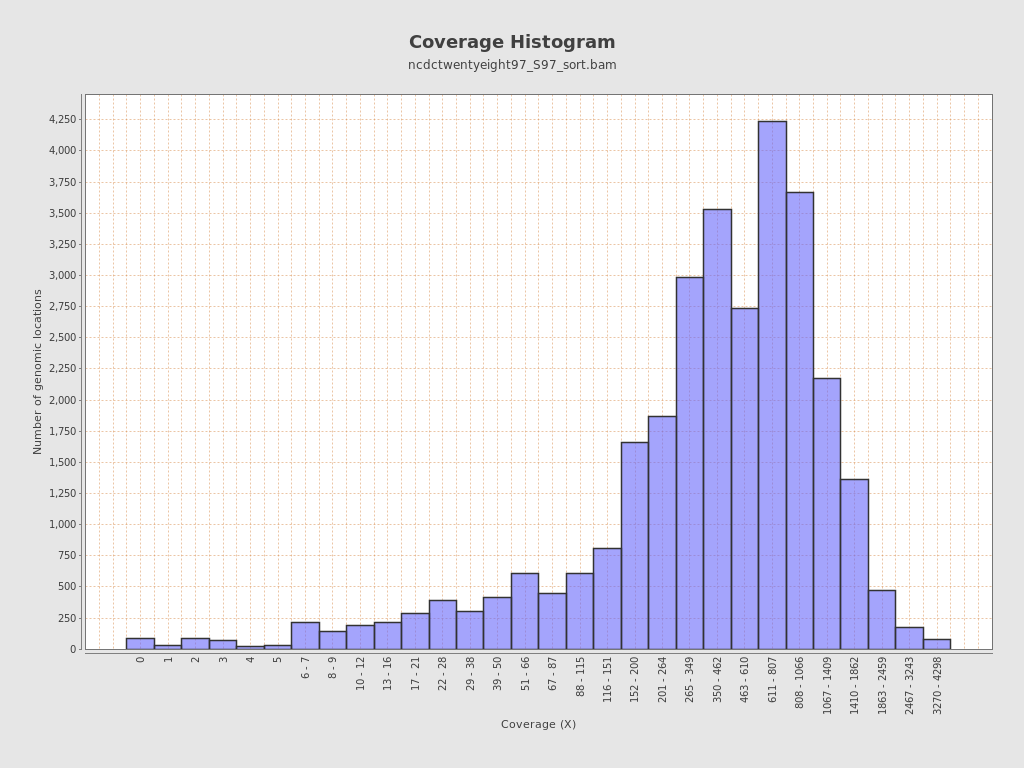 Coverage Histogram
ncdctwentyeight97_S97_sort.bam
Number of genomic locations
4,250
4,000
3,750
3,500
3,250
3,000
2,750
2,500
2,250
2,000
1,750
1,500
1,250
1,000
750
500
250
0
0
1
2
3
4
5
6 - 7
8 - 9
10 - 12
13 - 16
17 - 21
22 - 28
29 - 38
39 - 50
51 - 66
67 - 87
88 - 115
116 - 151
152 - 200
201 - 264
265 - 349
350 - 462
463 - 610
611 - 807
808 - 1066
1067 - 1409
1410 - 1862
1863 - 2459
2467 - 3243
3270 - 4298
Coverage (X)